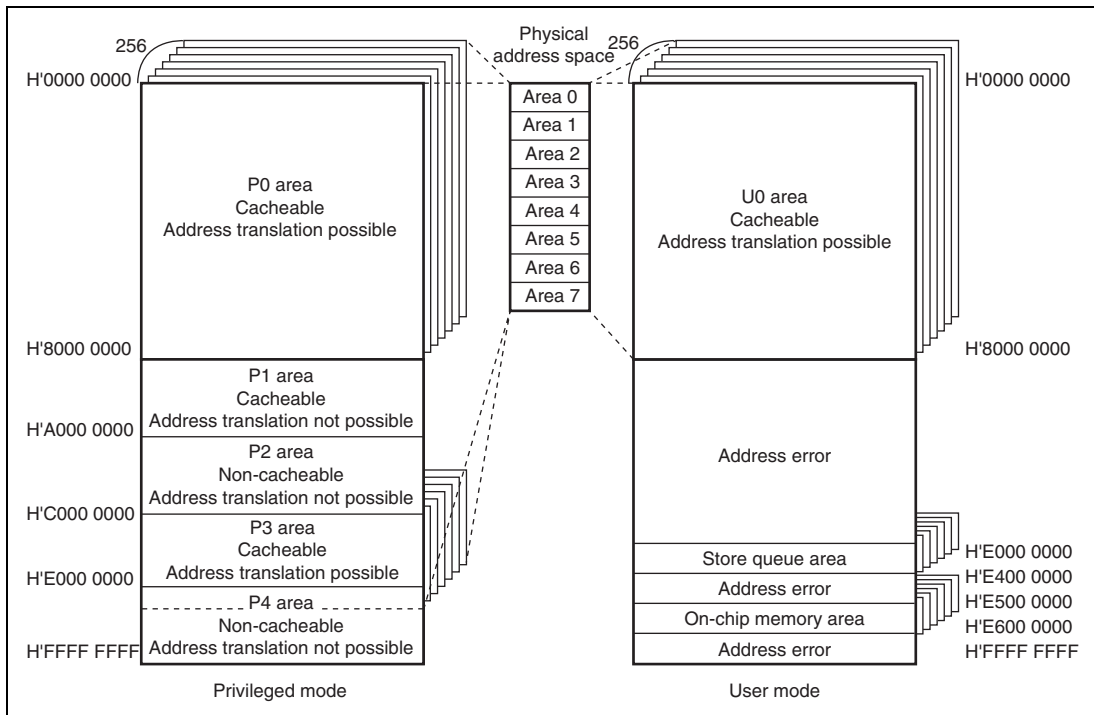 256
H'0000 0000
P0 area
Cacheable
Address translation possible
H'8000 0000
P1 area
Cacheable
Address translation not possible
H'A000 0000
P2 area
Non-cacheable
Address translation not possible
H'C000 0000
P3 area
Cacheable
Address translation possible
H'E000 0000
P4 area
Non-cacheable
Address translation not possible
H'FFFF FFFF
Privileged mode
Physical
address space
Area 0
Area 1
Area 2
Area 3
Area 4
Area 5
Area 6
Area 7
256
H'0000 0000
U0 area
Cacheable
Address translation possible
H'8000 0000
Address error
H'E000 0000
Store queue area
H'E400 0000
Address error
H'E500 0000
On-chip memory area
H'E600 0000
Address error
H'FFFF FFFF
User mode